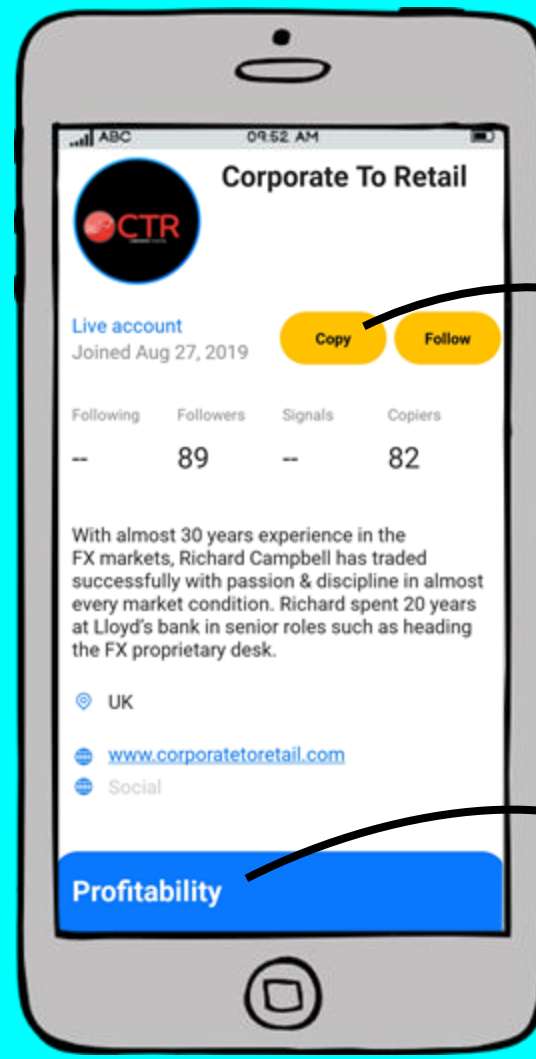 ABC 09:52 AM
Corporate To Retail
CTR
Live account
Joined Aug 27, 2019
Copy Follow
Following Followers Signals Copiers
-- 89 -- 82
With almost 30 years experience in the
FX markets, Richard Campbell has traded
successfully with passion & discipline in almost
every market condition. Richard spent 20 years
at Lloyd's bank in senior roles such as heading
the FX proprietary desk.
UK
www.corporatetoretail.com
Social
Profitability